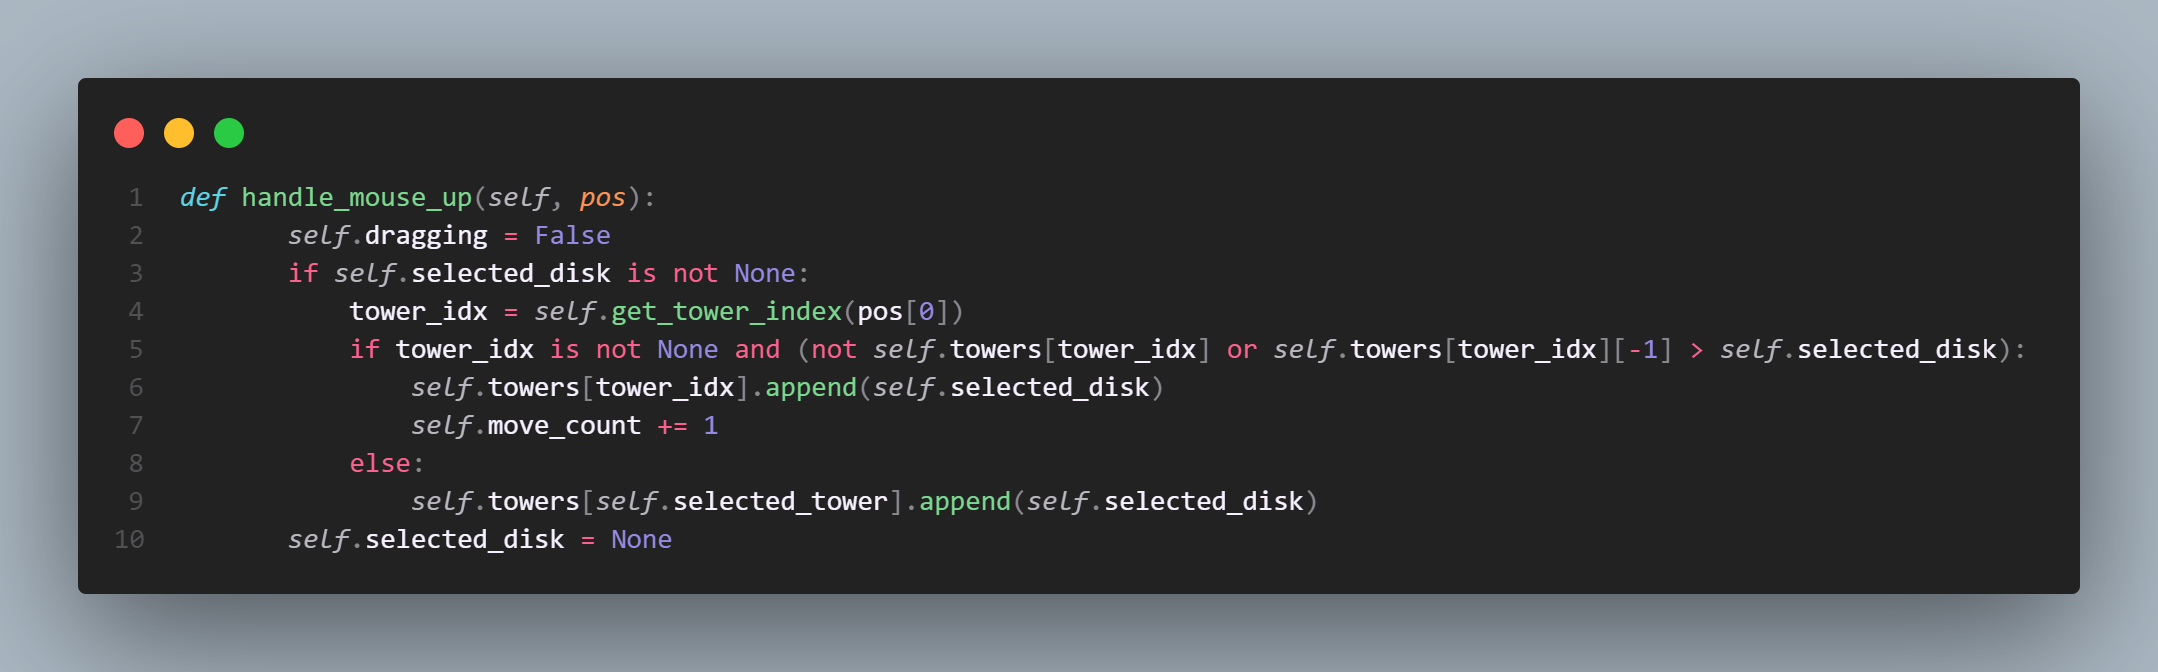 1 def handle_mouse_up(self, pos):
2 self.dragging = False
3 if self.selected_disk is not None:
4 tower_idx = self.get_tower_index(pos[0])
5 if tower_idx is not None and (not self.towers[tower_idx] or self.towers[tower_idx][-1] > self.selected_disk):
6 self.towers[tower_idx].append(self.selected_disk)
7 self.move_count += 1
8 else:
9 self.towers[self.selected_tower].append(self.selected_disk)
10 self.selected_disk = None